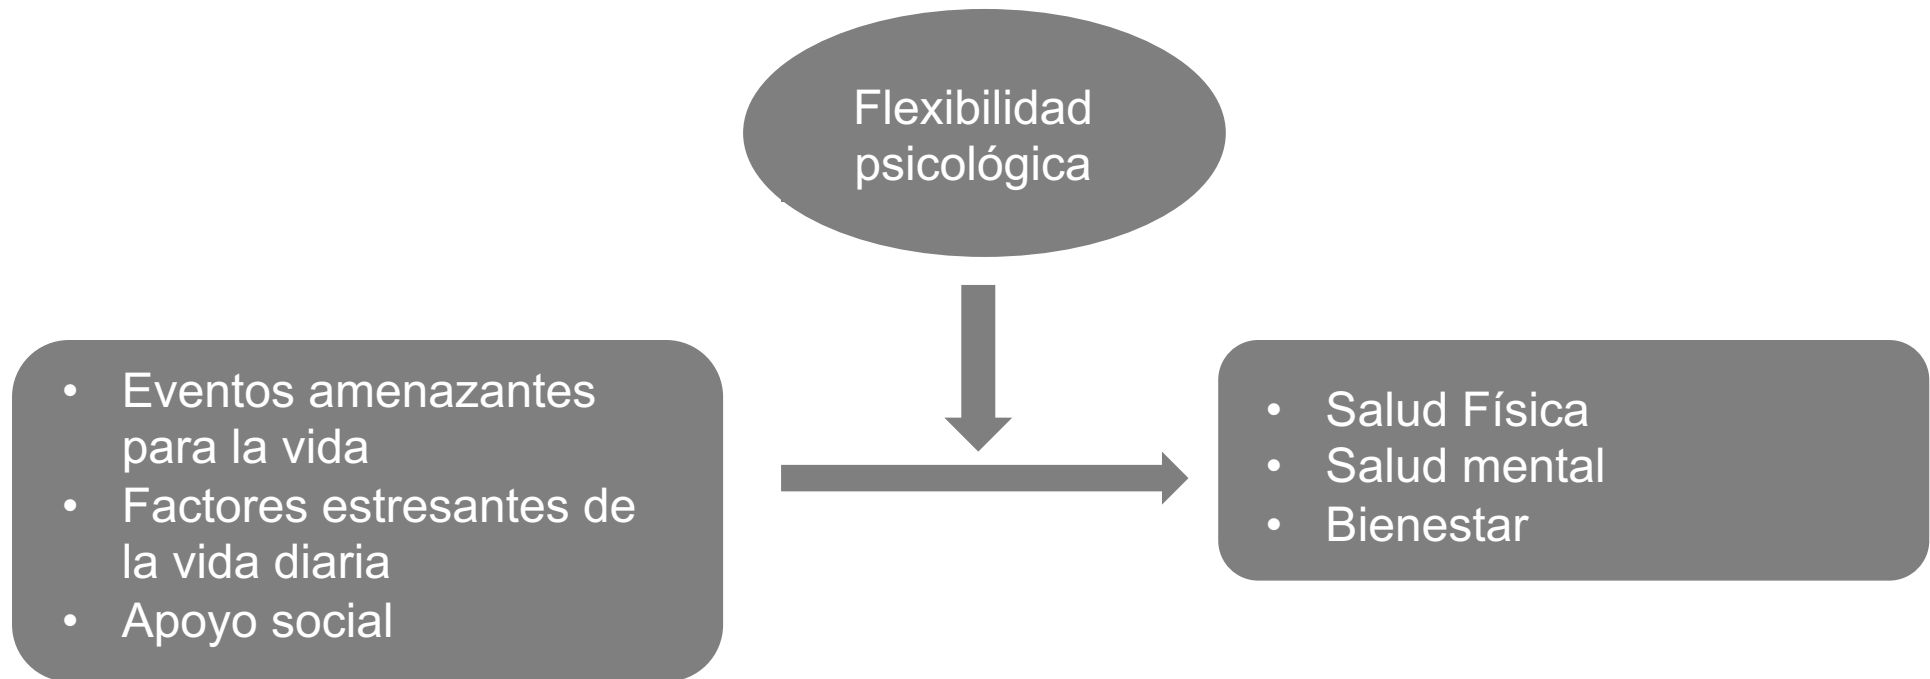 Flexibilidad
psicológica
• Eventos amenazantes
para la vida
• Factores estresantes de
la vida diaria
• Apoyo social
• Salud Física
• Salud mental
• Bienestar